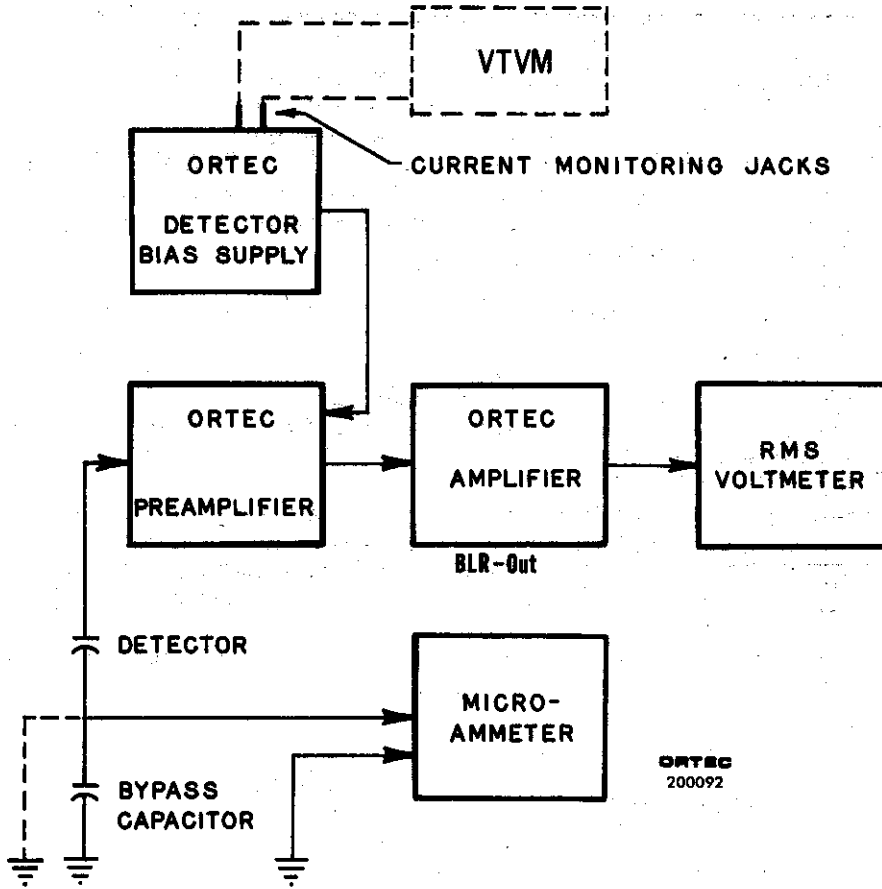 VTVM
CURRENT MONITORING JACKS
ORTEC
DETECTOR
BIAS SUPPLY
ORTEC
PREAMPLIFIER
ORTEC
AMPLIFIER
BLR-Out
RMS
VOLTMETER
DETECTOR
MICRO-
AMMETER
BYPASS
CAPACITOR
ORTEC
200092